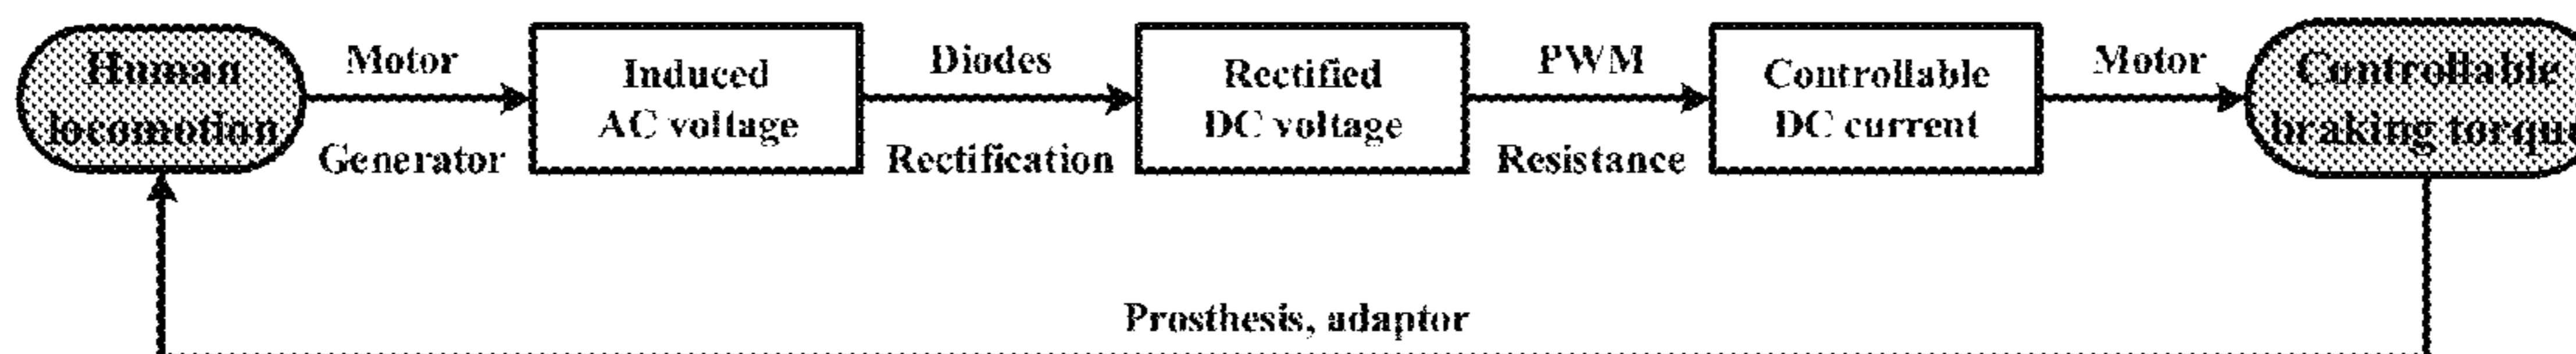 Human
locomotion
Motor
Generator
Induced
AC voltage
Diodes
Rectification
Rectified
DC voltage
PWM
Resistance
Controllable
DC current
Motor
Controllable
braking torque
Prosthesis, adaptor